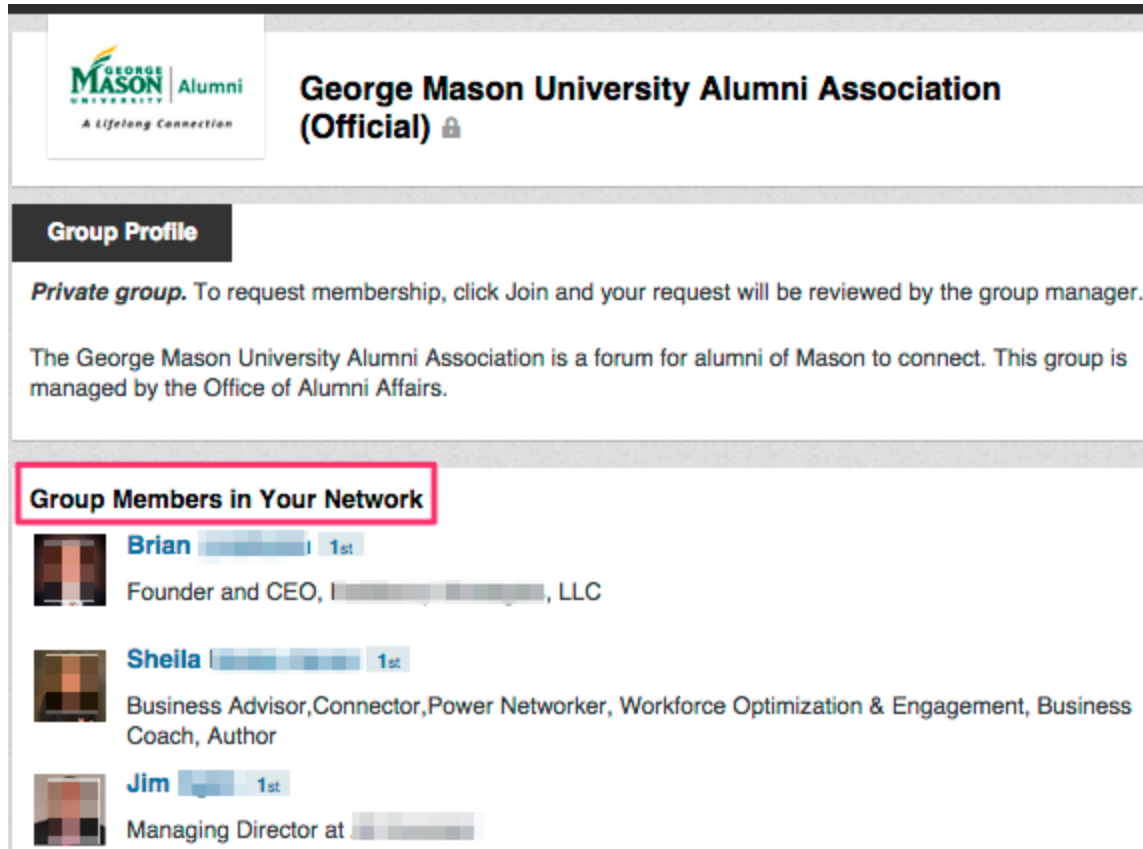 GEORGE
MASON
UNIVERSITY
Alumni
A Lifelong Connection
George Mason University Alumni Association
(Official)
Group Profile
Private group. To request membership, click Join and your request will be reviewed by the group manager.
The George Mason University Alumni Association is a forum for alumni of Mason to connect. This group is
managed by the Office of Alumni Affairs.
Group Members in Your Network
Brian 1st
Founder and CEO, , LLC
Sheila 1st
Business Advisor,Connector,Power Networker, Workforce Optimization & Engagement, Business
Coach, Author
Jim 1st
Managing Director at